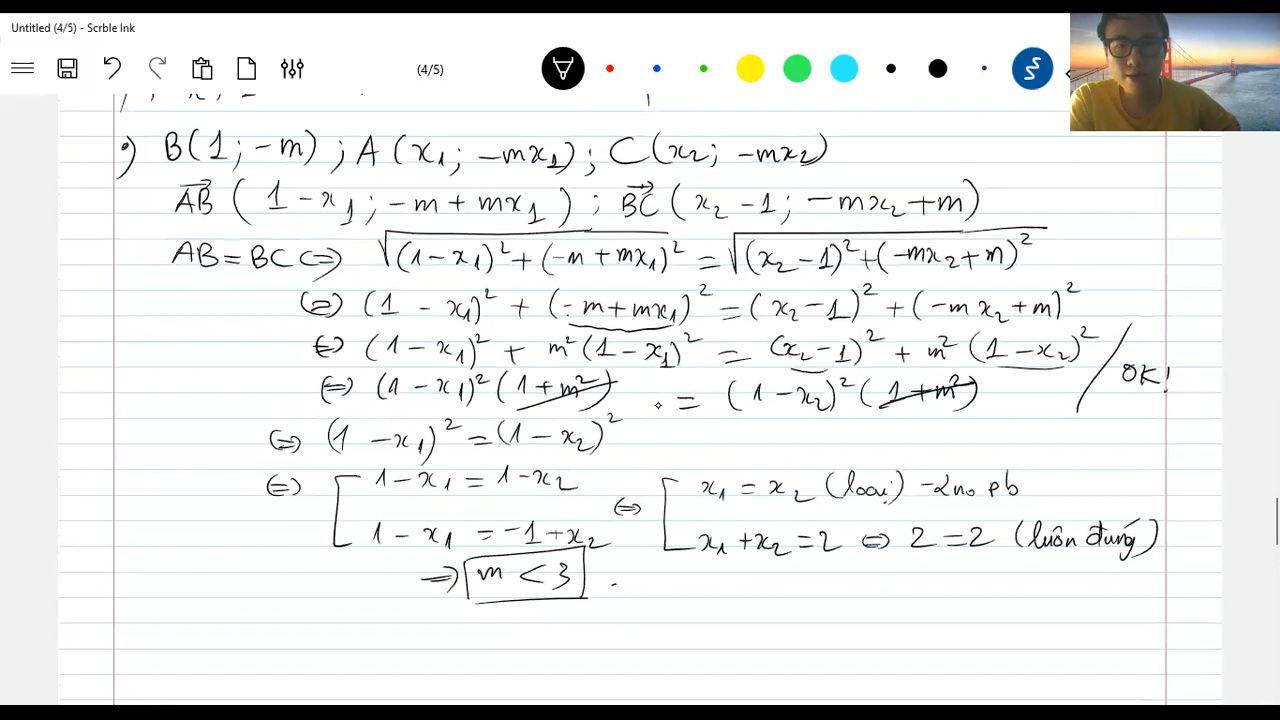 Untitled (4/5) - Scrble Ink
(4/5)
•) B(1; -m) ; A(x₁; -mx₁); C(x₂; -mx₂)
AB→ (1 - x₁; -m + mx₁) ; BC→ (x₂ - 1; -mx₂ + m)
AB = BC ⇔ √((1-x₁)² + (-m + mx₁)²) = √((x₂-1)² + (-mx₂ + m)²)
⇔ (1 - x₁)² + (-m + mx₁)² = (x₂ - 1)² + (-mx₂ + m)²
⇔ (1 - x₁)² + m²(1 - x₁)² = (x₂ - 1)² + m²(1 - x₂)² / OK!
⇔ (1 - x₁)²(1 + m²) = (1 - x₂)²(1 + m²)
⇔ (1 - x₁)² = (1 - x₂)²
⇔ [ 1 - x₁ = 1 - x₂ ⇔ [ x₁ = x₂ (loại) - 2no pb
1 - x₁ = -1 + x₂ x₁ + x₂ = 2 ⇔ 2 = 2 (luôn đúng)
⇒ m < 3